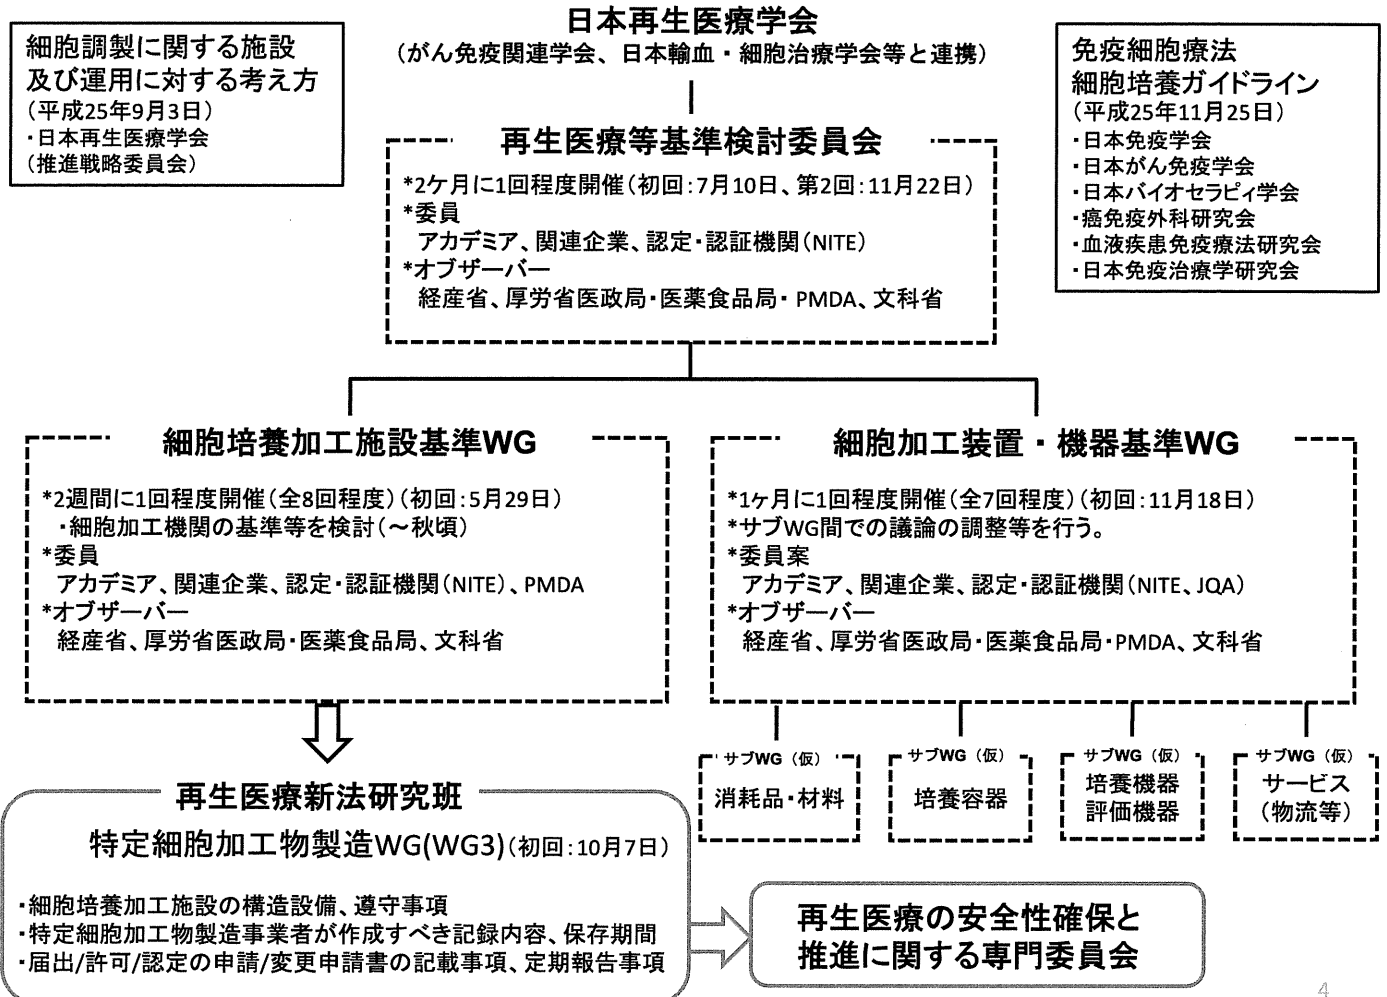 日本再生医療学会
(がん免疫関連学会、日本輸血・細胞治療学会等と連携)
細胞調製に関する施設
及び運用に対する考え方
(平成25年9月3日)
・日本再生医療学会
(推進戦略委員会)
免疫細胞療法
細胞培養ガイドライン
(平成25年11月25日)
・日本免疫学会
・日本がん免疫学会
・日本バイオセラピィ学会
・癌免疫外科研究会
・血液疾患免疫療法研究会
・日本免疫治療学研究会
再生医療等基準検討委員会
*2ケ月に1回程度開催(初回:7月10日、第2回:11月22日)
*委員
アカデミア、関連企業、認定・認証機関(NITE)
*オブザーバー
経産省、厚労省医政局・医薬食品局・PMDA、文科省
細胞培養加工施設基準WG
*2週間に1回程度開催(全8回程度)(初回:5月29日)
・細胞加工機関の基準等を検討(~秋頃)
*委員
アカデミア、関連企業、認定・認証機関(NITE)、PMDA
*オブザーバー
経産省、厚労省医政局・医薬食品局、文科省
細胞加工装置・機器基準WG
*1ヶ月に1回程度開催(全7回程度)(初回:11月18日)
*サブWG間での議論の調整等を行う。
*委員案
アカデミア、関連企業、認定・認証機関(NITE、JQA)
*オブザーバー
経産省、厚労省医政局・医薬食品局・PMDA、文科省
サブWG(仮)
消耗品・材料
サブWG(仮)
培養容器
サブWG(仮)
培養機器
評価機器
サブWG(仮)
サービス
(物流等)
再生医療新法研究班
特定細胞加工物製造WG(WG3)(初回:10月7日)
・細胞培養加工施設の構造設備、遵守事項
・特定細胞加工物製造事業者が作成すべき記録内容、保存期間
・届出/許可/認定の申請/変更申請書の記載事項、定期報告事項
再生医療の安全性確保と
推進に関する専門委員会
4